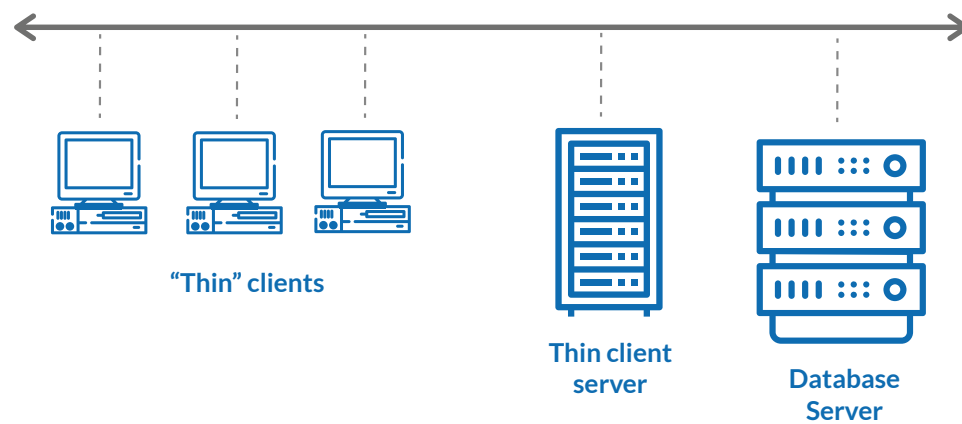 “Thin” clients
Thin client
server
Database
Server